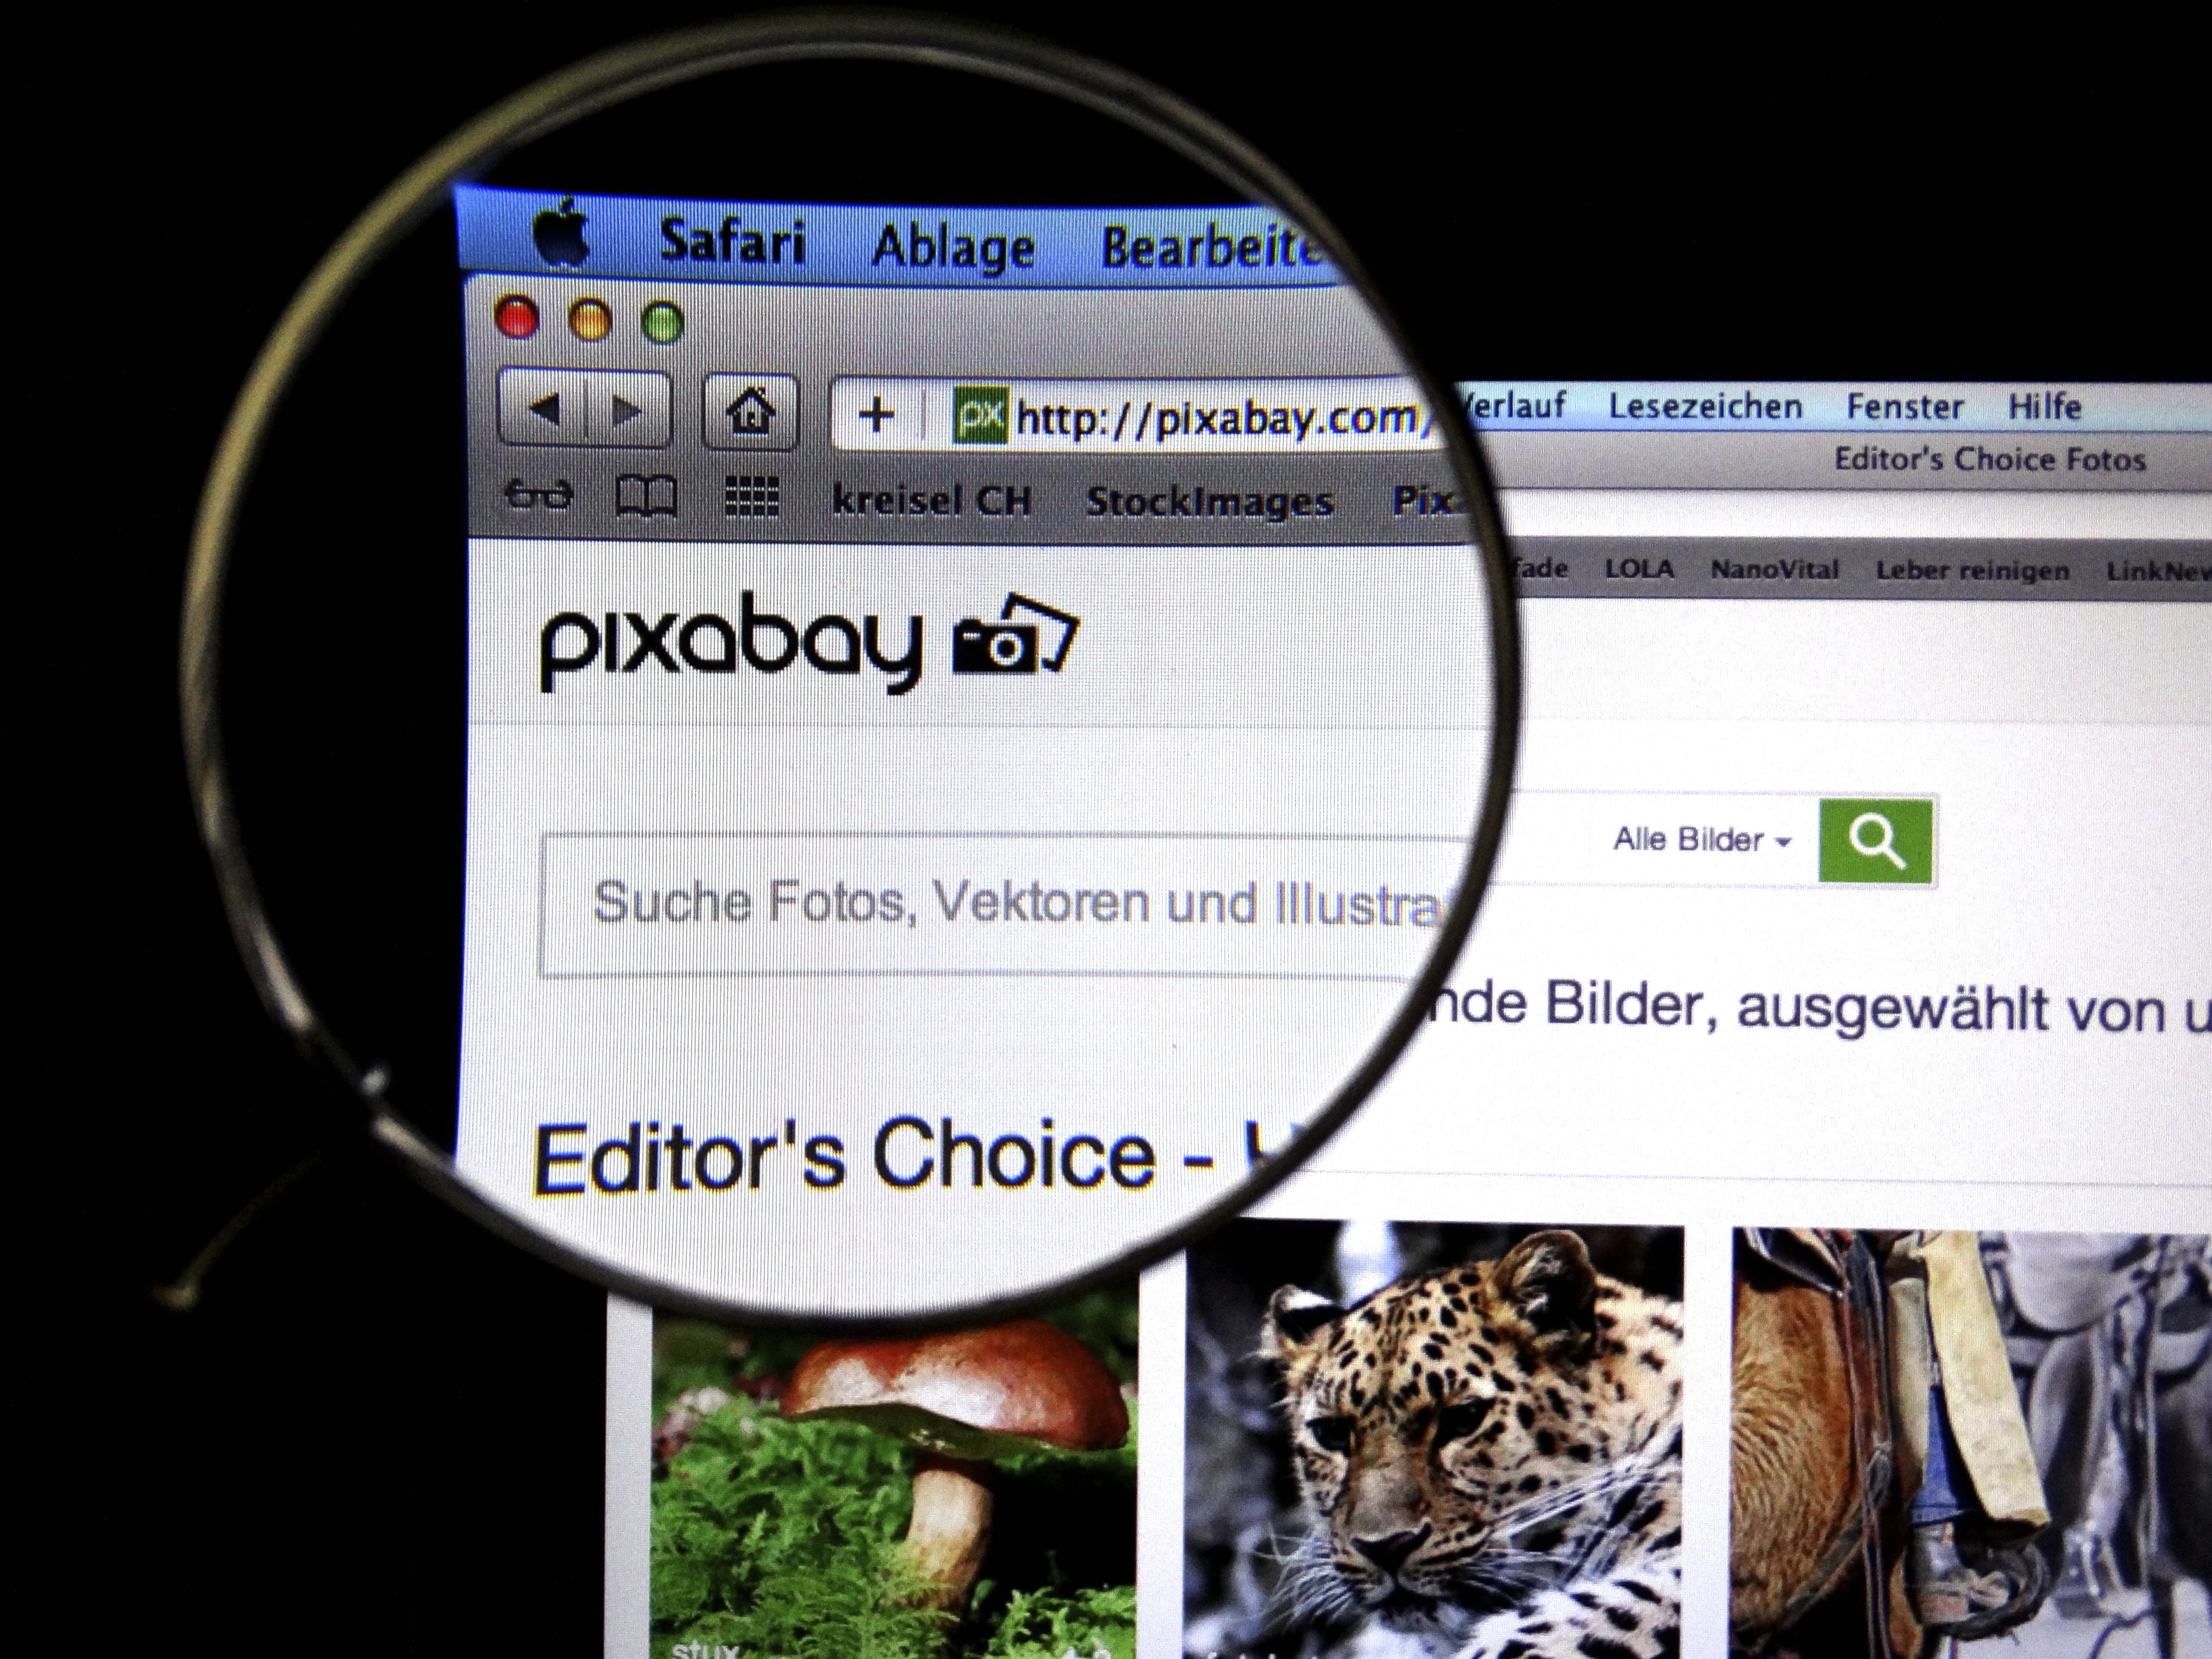 Safari Ablage Bearbeite
Verlauf Lesezeichen Fenster Hilfe
Editor's Choice Fotos
+ px http://pixabay.com/
kreisel CH StockImages Pix
fade LOLA NanoVital Leber reinigen LinkNew
pixabay
Suche Fotos, Vektoren und Illustra
Alle Bilder
Editor's Choice -
nde Bilder, ausgewählt von u
stux